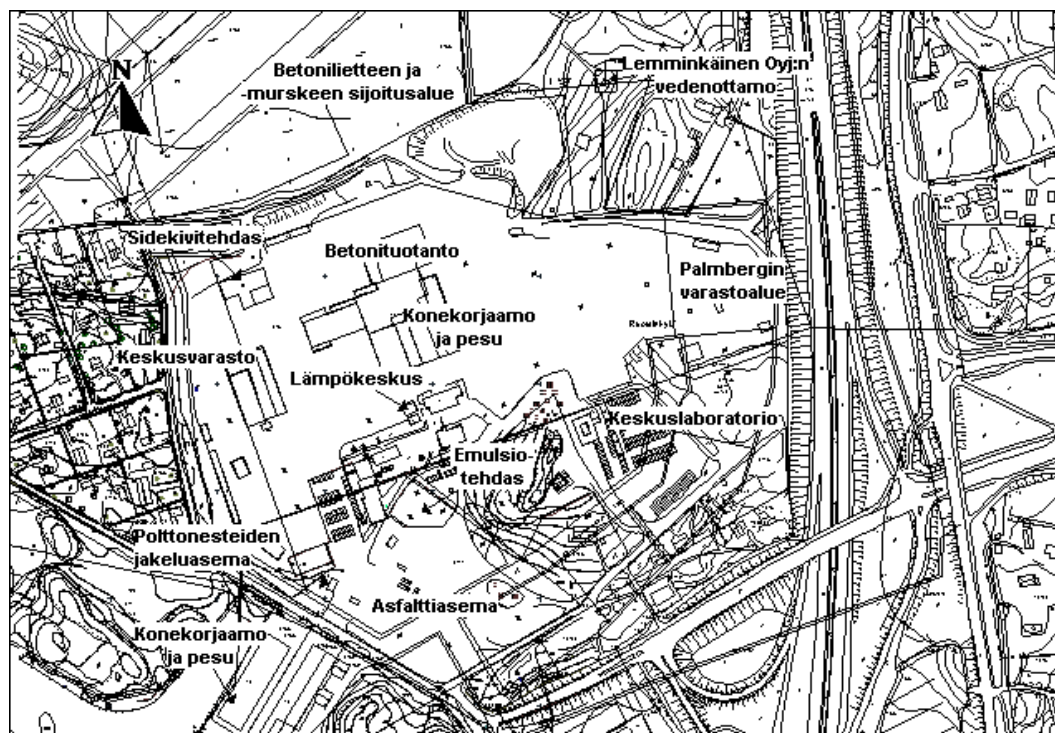 N
Betonilietteen ja
-murskeen sijoitusalue
Lemminkäinen Oyj:n
vedenottamo
Sidekivitehdas
Betonituotanto
Palmbergin
varastoalue
Konekorjaamo
ja pesu
Keskusvarasto
Lämpökeskus
Keskuslaboratorio
Emulsio-
tehdas
Polttonesteiden
jakeluasema
Asfalttiasema
Konekorjaamo
ja pesu